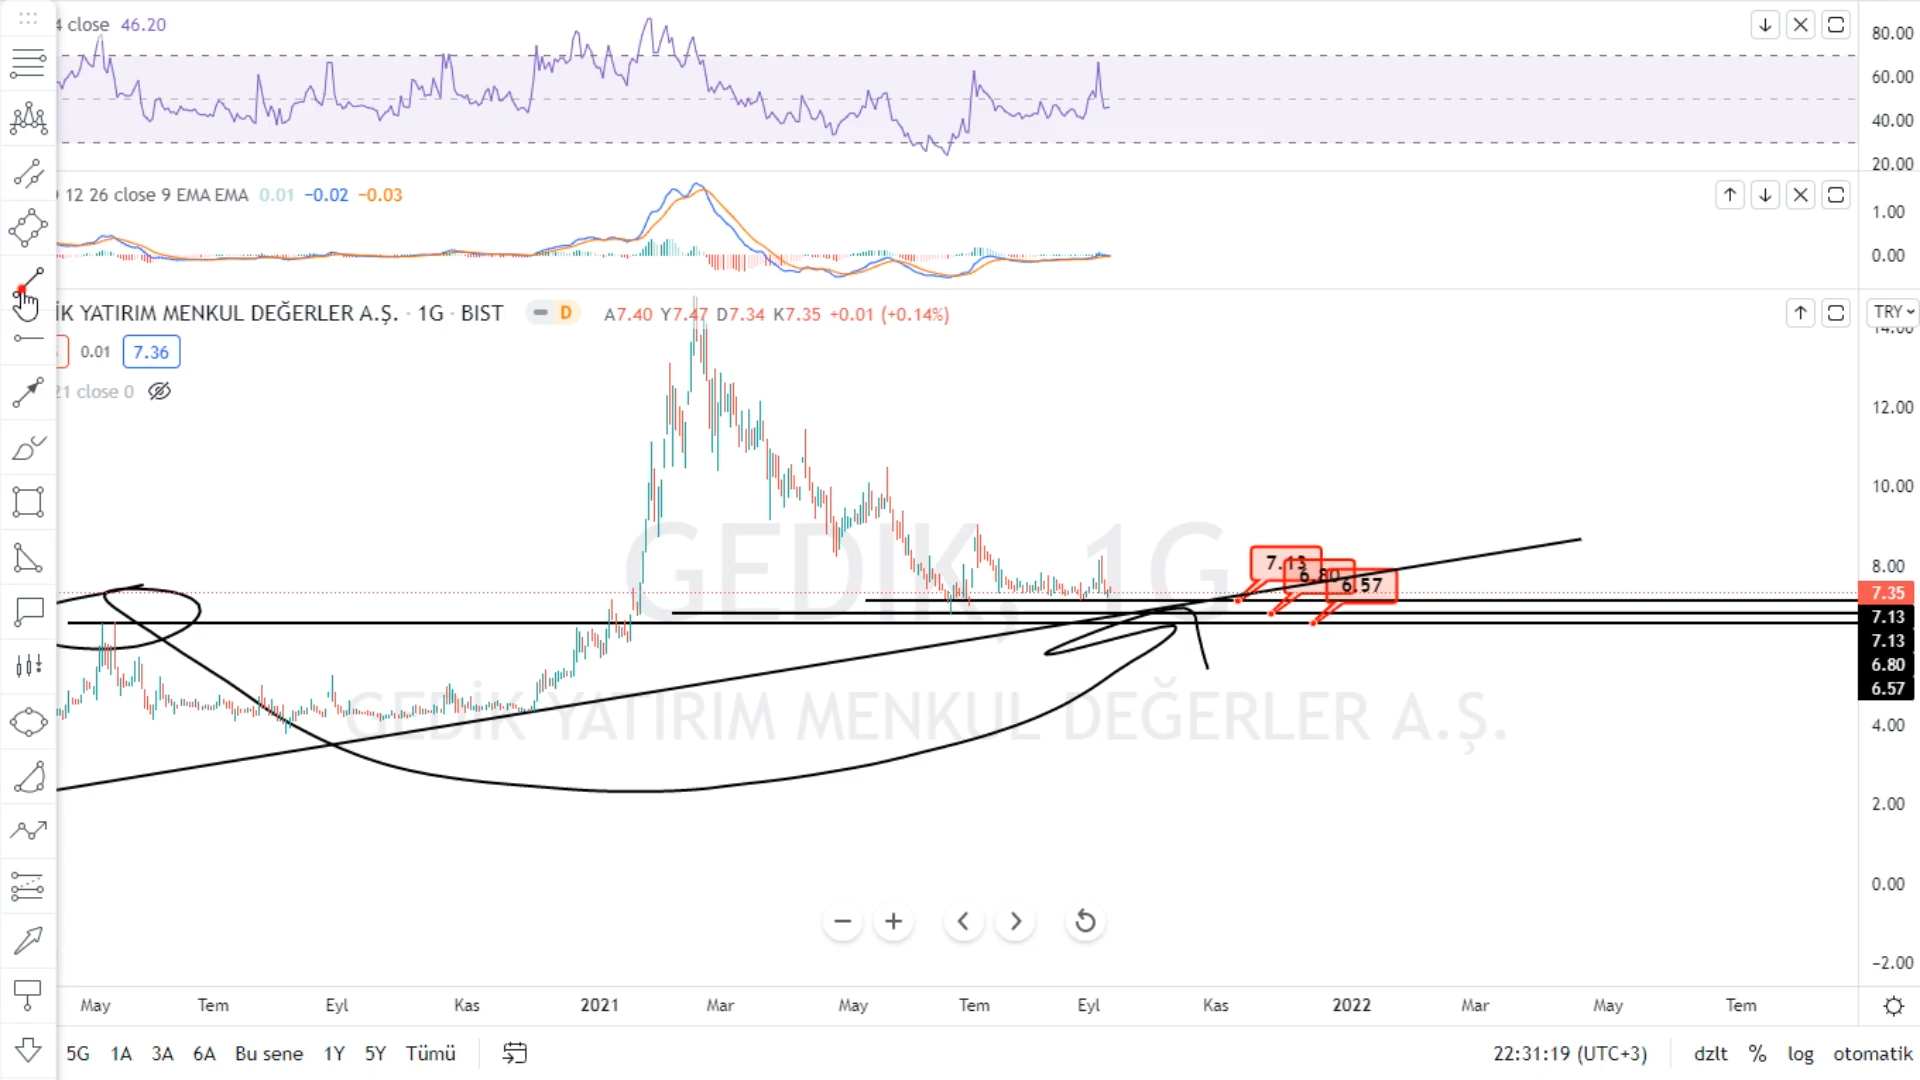 4 close 46.20
80.00
60.00
40.00
20.00
12 26 close 9 EMA EMA 0.01 −0.02 −0.03
1.00
0.00
İK YATIRIM MENKUL DEĞERLER A.Ş. · 1G · BIST D A7.40 Y7.47 D7.34 K7.35 +0.01 (+0.14%)
TRY
14.00
0.01 7.36
21 close 0
12.00
10.00
8.00
GEDIK, 1G
7.13
6.80
6.57
7.35
7.13
7.13
6.80
6.57
GEDİK YATIRIM MENKUL DEĞERLER A.Ş.
4.00
2.00
0.00
−2.00
May Tem Eyl Kas 2021 Mar May Tem Eyl Kas 2022 Mar May Tem
5G 1A 3A 6A Bu sene 1Y 5Y Tümü 22:31:19 (UTC+3) dzlt % log otomatik